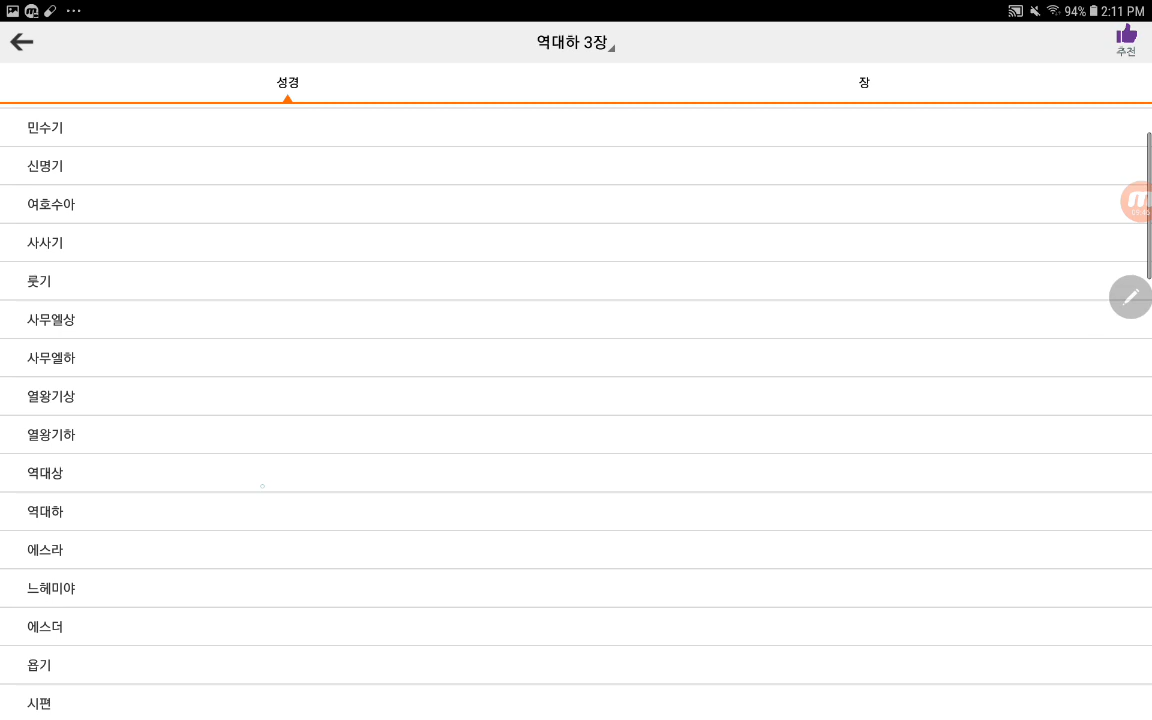 94% 2:11 PM
역대하 3장
추천
성경 장
민수기
신명기
여호수아
사사기
룻기
사무엘상
사무엘하
열왕기상
열왕기하
역대상
역대하
에스라
느헤미야
에스더
욥기
시편